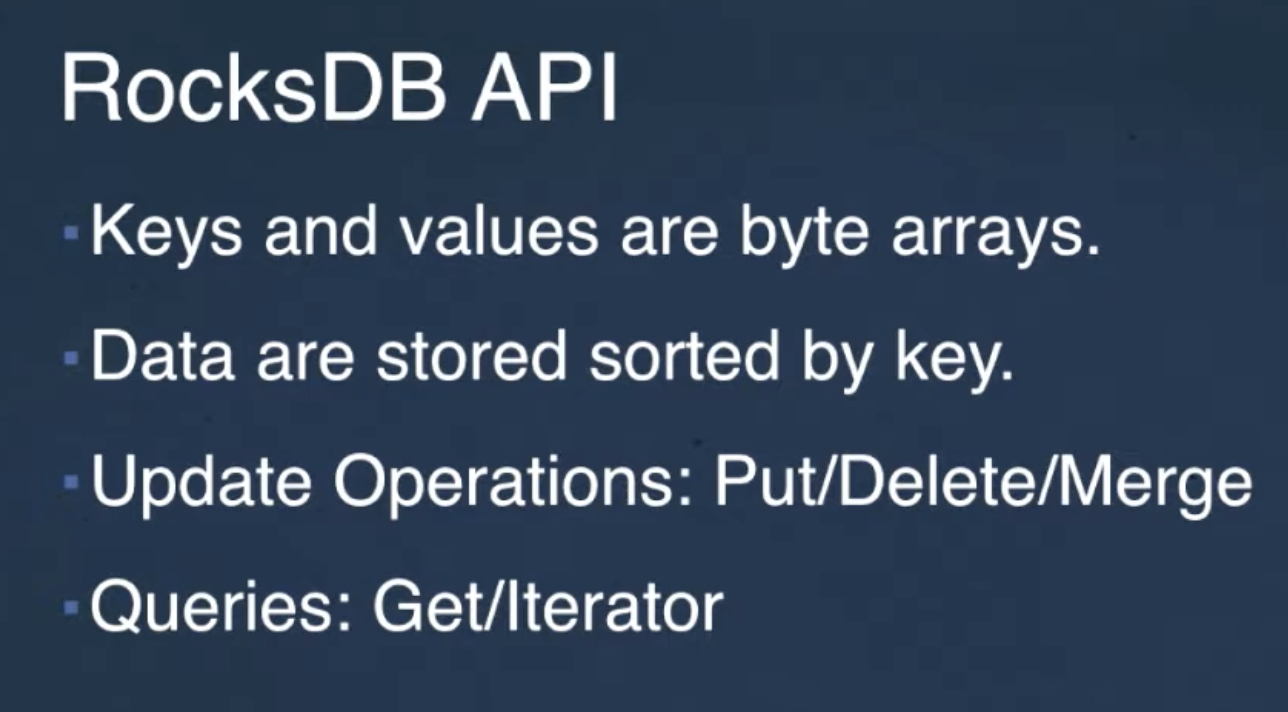 RocksDB API
▪Keys and values are byte arrays.
▪Data are stored sorted by key.
▪Update Operations: Put/Delete/Merge
▪Queries: Get/Iterator